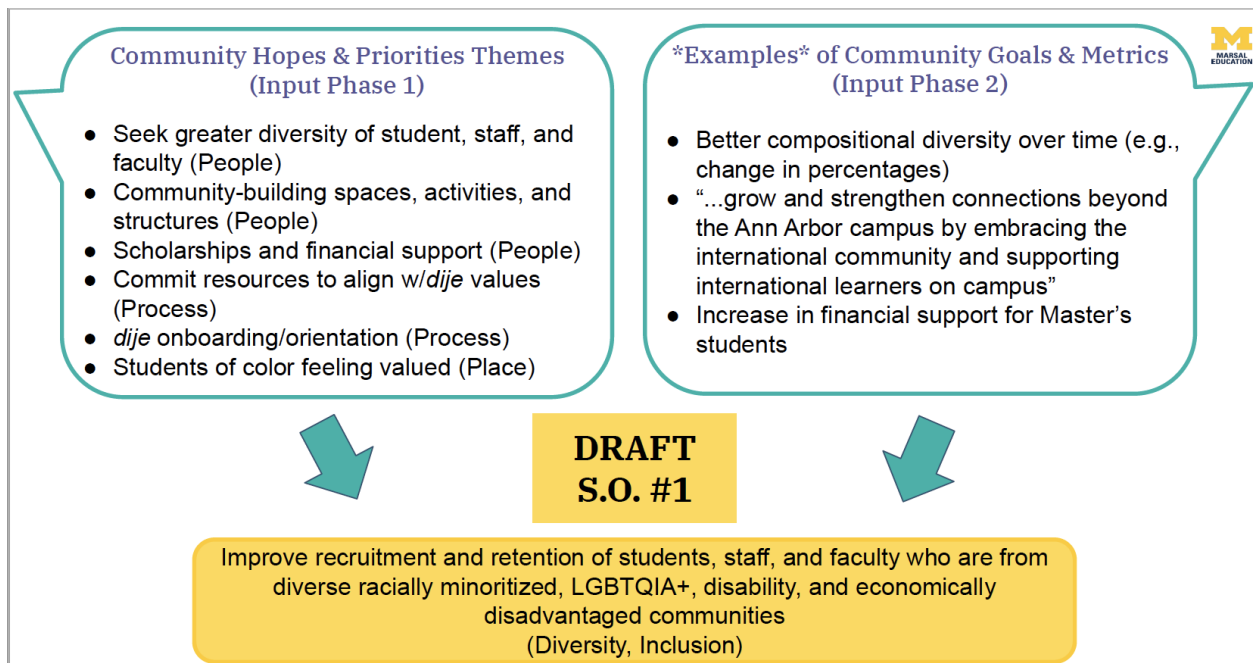 Community Hopes & Priorities Themes
(Input Phase 1)
● Seek greater diversity of student, staff, and
faculty (People)
● Community-building spaces, activities, and
structures (People)
● Scholarships and financial support (People)
● Commit resources to align w/dije values
(Process)
● dije onboarding/orientation (Process)
● Students of color feeling valued (Place)
*Examples* of Community Goals & Metrics
(Input Phase 2)
● Better compositional diversity over time (e.g.,
change in percentages)
● “...grow and strengthen connections beyond
the Ann Arbor campus by embracing the
international community and supporting
international learners on campus”
● Increase in financial support for Master’s
students
M
MARSAL
EDUCATION
DRAFT
S.O. #1
Improve recruitment and retention of students, staff, and faculty who are from
diverse racially minoritized, LGBTQIA+, disability, and economically
disadvantaged communities
(Diversity, Inclusion)